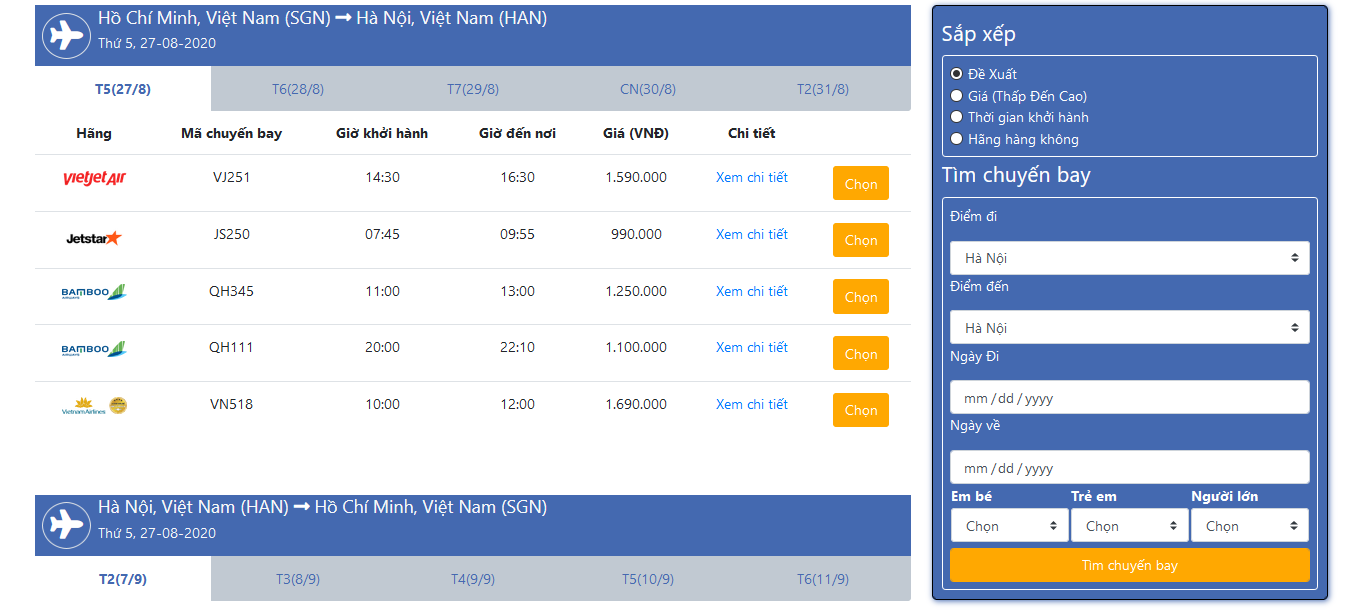 Hồ Chí Minh, Việt Nam (SGN) ➞ Hà Nội, Việt Nam (HAN)
Thứ 5, 27-08-2020
T5(27/8) T6(28/8) T7(29/8) CN(30/8) T2(31/8)
Hãng Mã chuyến bay Giờ khởi hành Giờ đến nơi Giá (VNĐ) Chi tiết
vietjetAir VJ251 14:30 16:30 1.590.000 Xem chi tiết Chọn
Jetstar JS250 07:45 09:55 990.000 Xem chi tiết Chọn
BAMBOO AIRWAYS QH345 11:00 13:00 1.250.000 Xem chi tiết Chọn
BAMBOO AIRWAYS QH111 20:00 22:10 1.100.000 Xem chi tiết Chọn
Vietnam Airlines VN518 10:00 12:00 1.690.000 Xem chi tiết Chọn
Hà Nội, Việt Nam (HAN) ➞ Hồ Chí Minh, Việt Nam (SGN)
Thứ 5, 27-08-2020
T2(7/9) T3(8/9) T4(9/9) T5(10/9) T6(11/9)
Sắp xếp
Đề Xuất
Giá (Thấp Đến Cao)
Thời gian khởi hành
Hãng hàng không
Tìm chuyến bay
Điểm đi
Hà Nội
Điểm đến
Hà Nội
Ngày Đi
mm/dd/yyyy
Ngày về
mm/dd/yyyy
Em bé Trẻ em Người lớn
Chọn Chọn Chọn
Tìm chuyến bay